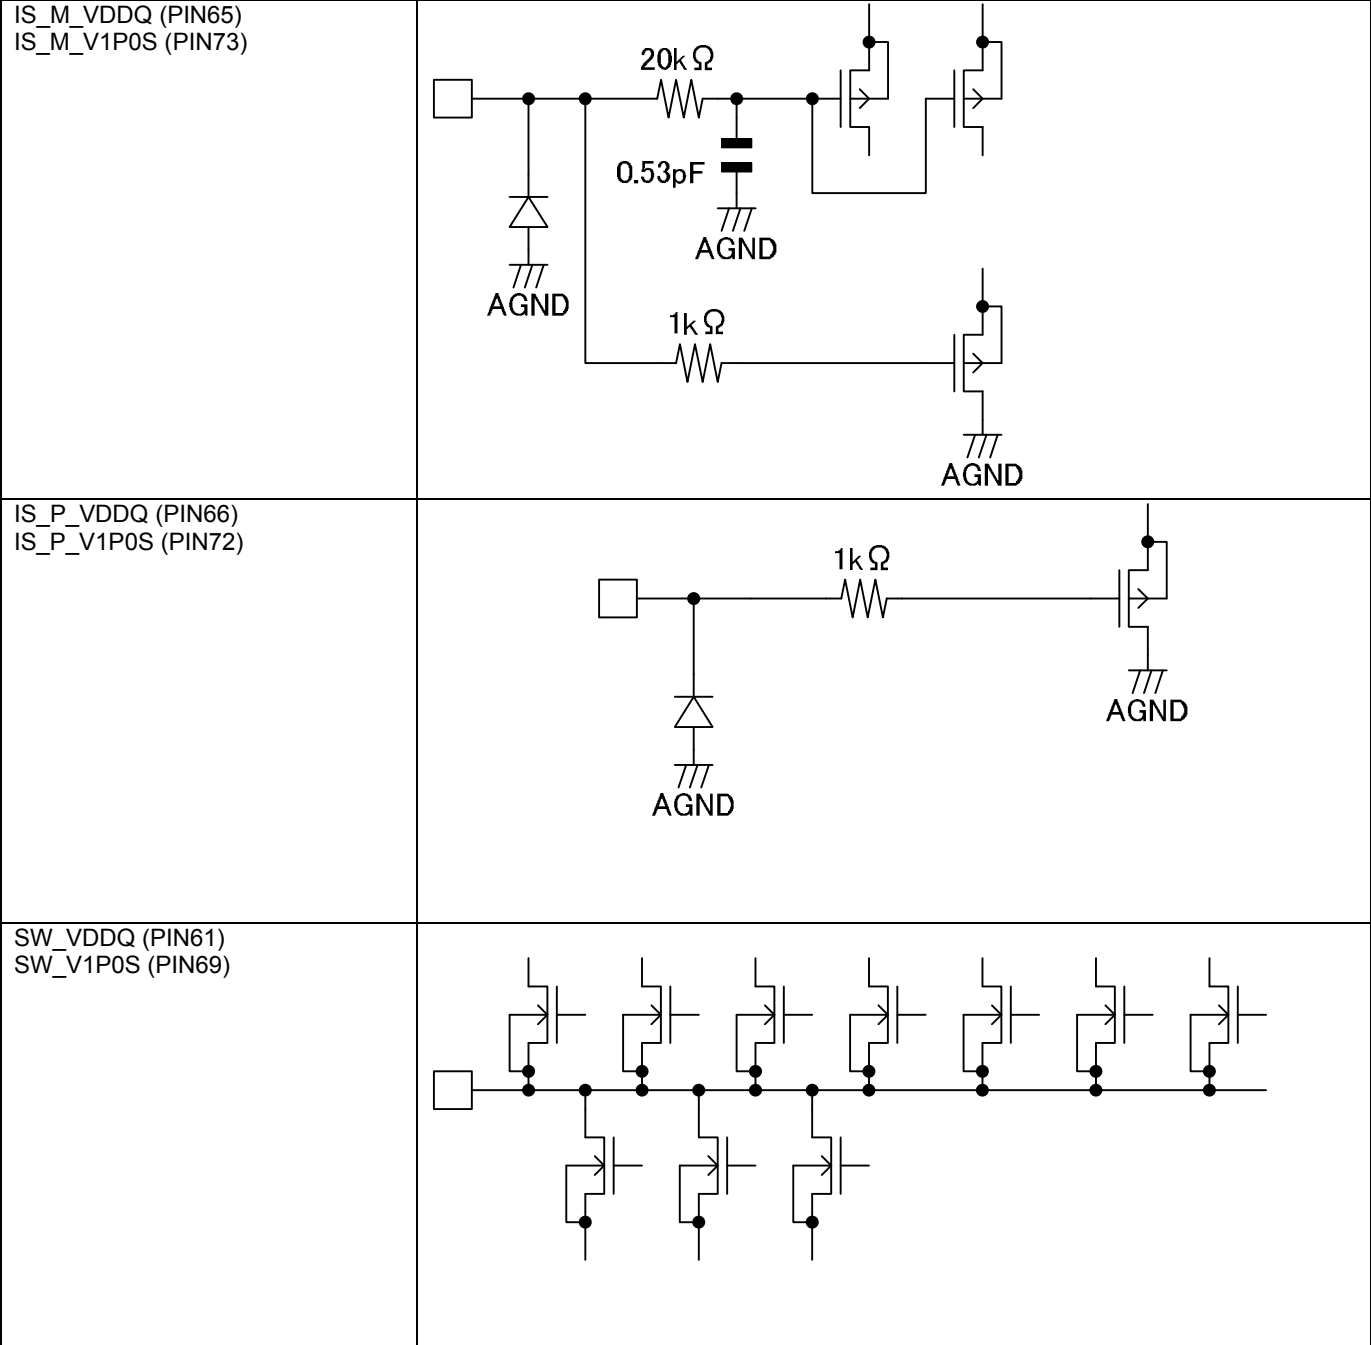 IS_M_VDDQ (PIN65)
IS_M_V1P0S (PIN73)
20kΩ
0.53pF
AGND
AGND
1kΩ
AGND
IS_P_VDDQ (PIN66)
IS_P_V1P0S (PIN72)
1kΩ
AGND
AGND
SW_VDDQ (PIN61)
SW_V1P0S (PIN69)